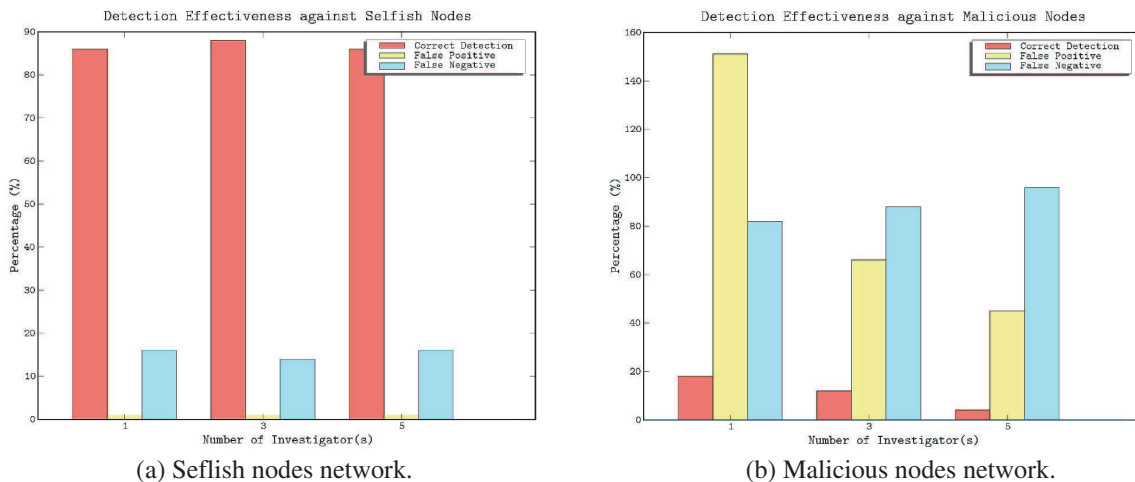 Detection Effectiveness against Selfish Nodes
90
80
70
60
50
40
30
20
10
0
Percentage (%)
Correct Detection
False Positive
False Negative
1
3
5
Number of Investigator(s)
(a) Seflish nodes network.
Detection Effectiveness against Malicious Nodes
160
140
120
100
80
60
40
20
0
Percentage (%)
Correct Detection
False Positive
False Negative
1
3
5
Number of Investigator(s)
(b) Malicious nodes network.